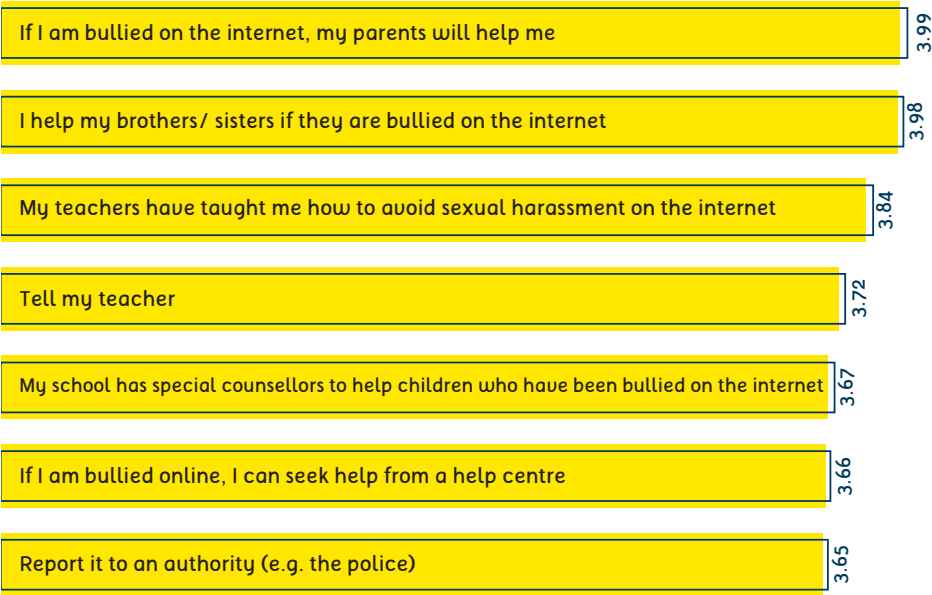 If I am bullied on the internet, my parents will help me
3.99
I help my brothers/ sisters if they are bullied on the internet
3.98
My teachers have taught me how to avoid sexual harassment on the internet
3.84
Tell my teacher
3.72
My school has special counsellors to help children who have been bullied on the internet
3.67
If I am bullied online, I can seek help from a help centre
3.66
Report it to an authority (e.g. the police)
3.65